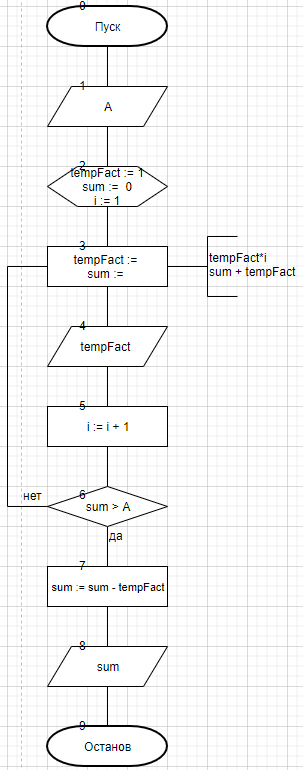 0
Пуск
1
A
2
tempFact := 1
sum := 0
i := 1
3
tempFact :=
sum :=
tempFact*i
sum + tempFact
4
tempFact
5
i := i + 1
6
нет
sum > A
да
7
sum := sum - tempFact
8
sum
9
Останов